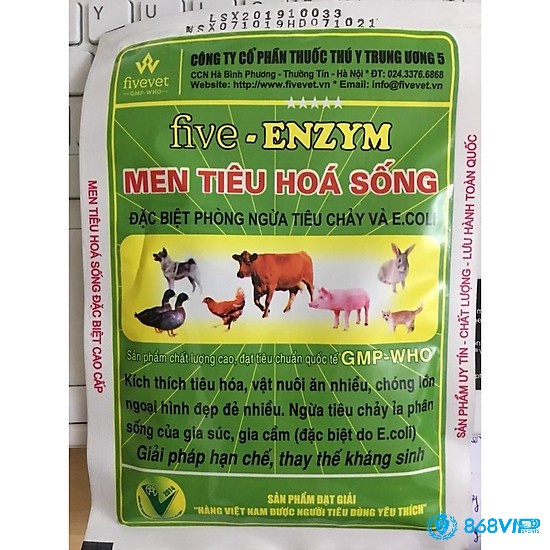 LSX201910033
NSX071019HD071021
fivevet
GMP-WHO
CÔNG TY CỔ PHẦN THUỐC THÚ Y TRUNG ƯƠNG 5
CCN Hà Bình Phương - Thường Tín - Hà Nội * ĐT: 024.3376.6868
Website: http://www.fivevet.vn * Email: info@fivevet.vn
five - ENZYM
MEN TIÊU HOÁ SỐNG
ĐẶC BIỆT PHÒNG NGỪA TIÊU CHẢY VÀ E.COLI
Sản phẩm chất lượng cao, đạt tiêu chuẩn quốc tế GMP-WHO
Kích thích tiêu hóa, vật nuôi ăn nhiều, chóng lớn
ngoại hình đẹp đẻ nhiều. Ngừa tiêu chảy ỉa phân
sống của gia súc, gia cầm (đặc biệt do E.coli)
Giải pháp hạn chế, thay thế kháng sinh
SẢN PHẨM ĐẠT GIẢI
"HÀNG VIỆT NAM ĐƯỢC NGƯỜI TIÊU DÙNG YÊU THÍCH"
MEN TIÊU HOÁ SỐNG ĐẶC BIỆT CAO CẤP
SẢN PHẨM UY TÍN - CHẤT LƯỢNG - LƯU HÀNH TOÀN QUỐC
868VIP